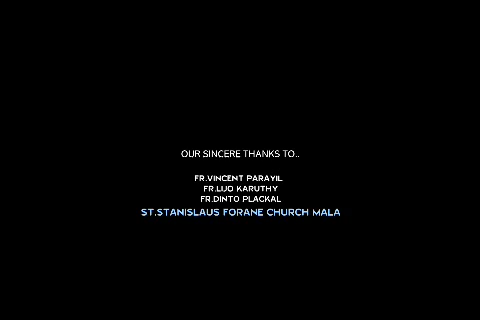 OUR SINCERE THANKS TO..
FR.VINCENT PARAYIL
FR.LIJO KARUTHY
FR.DINTO PLACKAL
ST.STANISLAUS FORANE CHURCH MALA